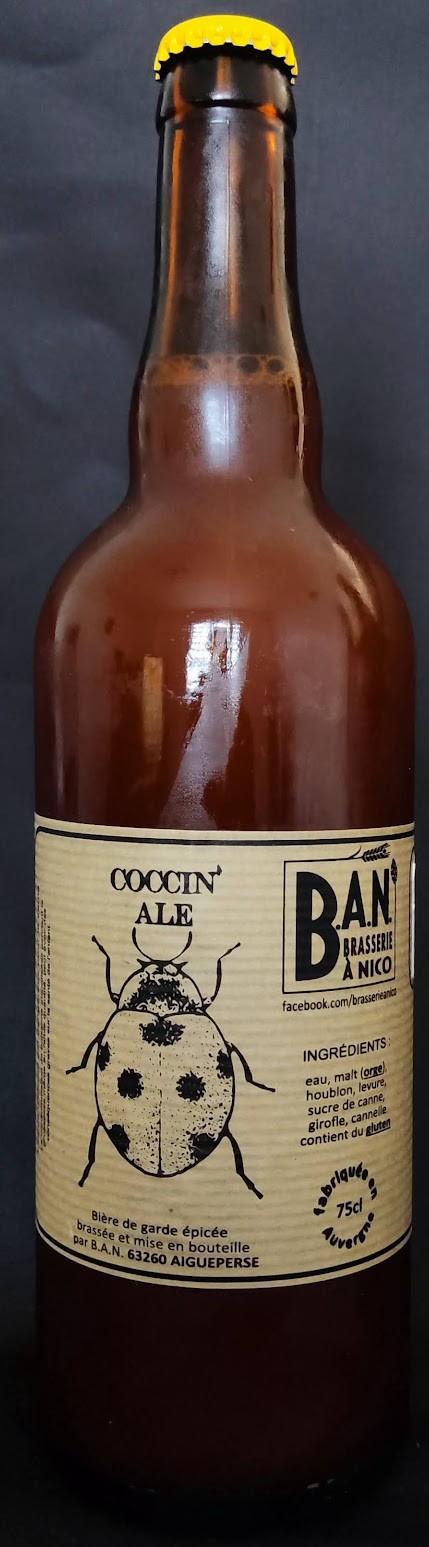 COCCIN'
ALE
B.A.N.
BRASSERIE
À NICO
facebook.com/brasserieanico
INGRÉDIENTS :
eau, malt (orge),
houblon, levure,
sucre de canne,
girofle, cannelle
contient du gluten
fabriquée en
75cl
Auvergne
Bière de garde épicée
brassée et mise en bouteille
par B.A.N. 63260 AIGUEPERSE